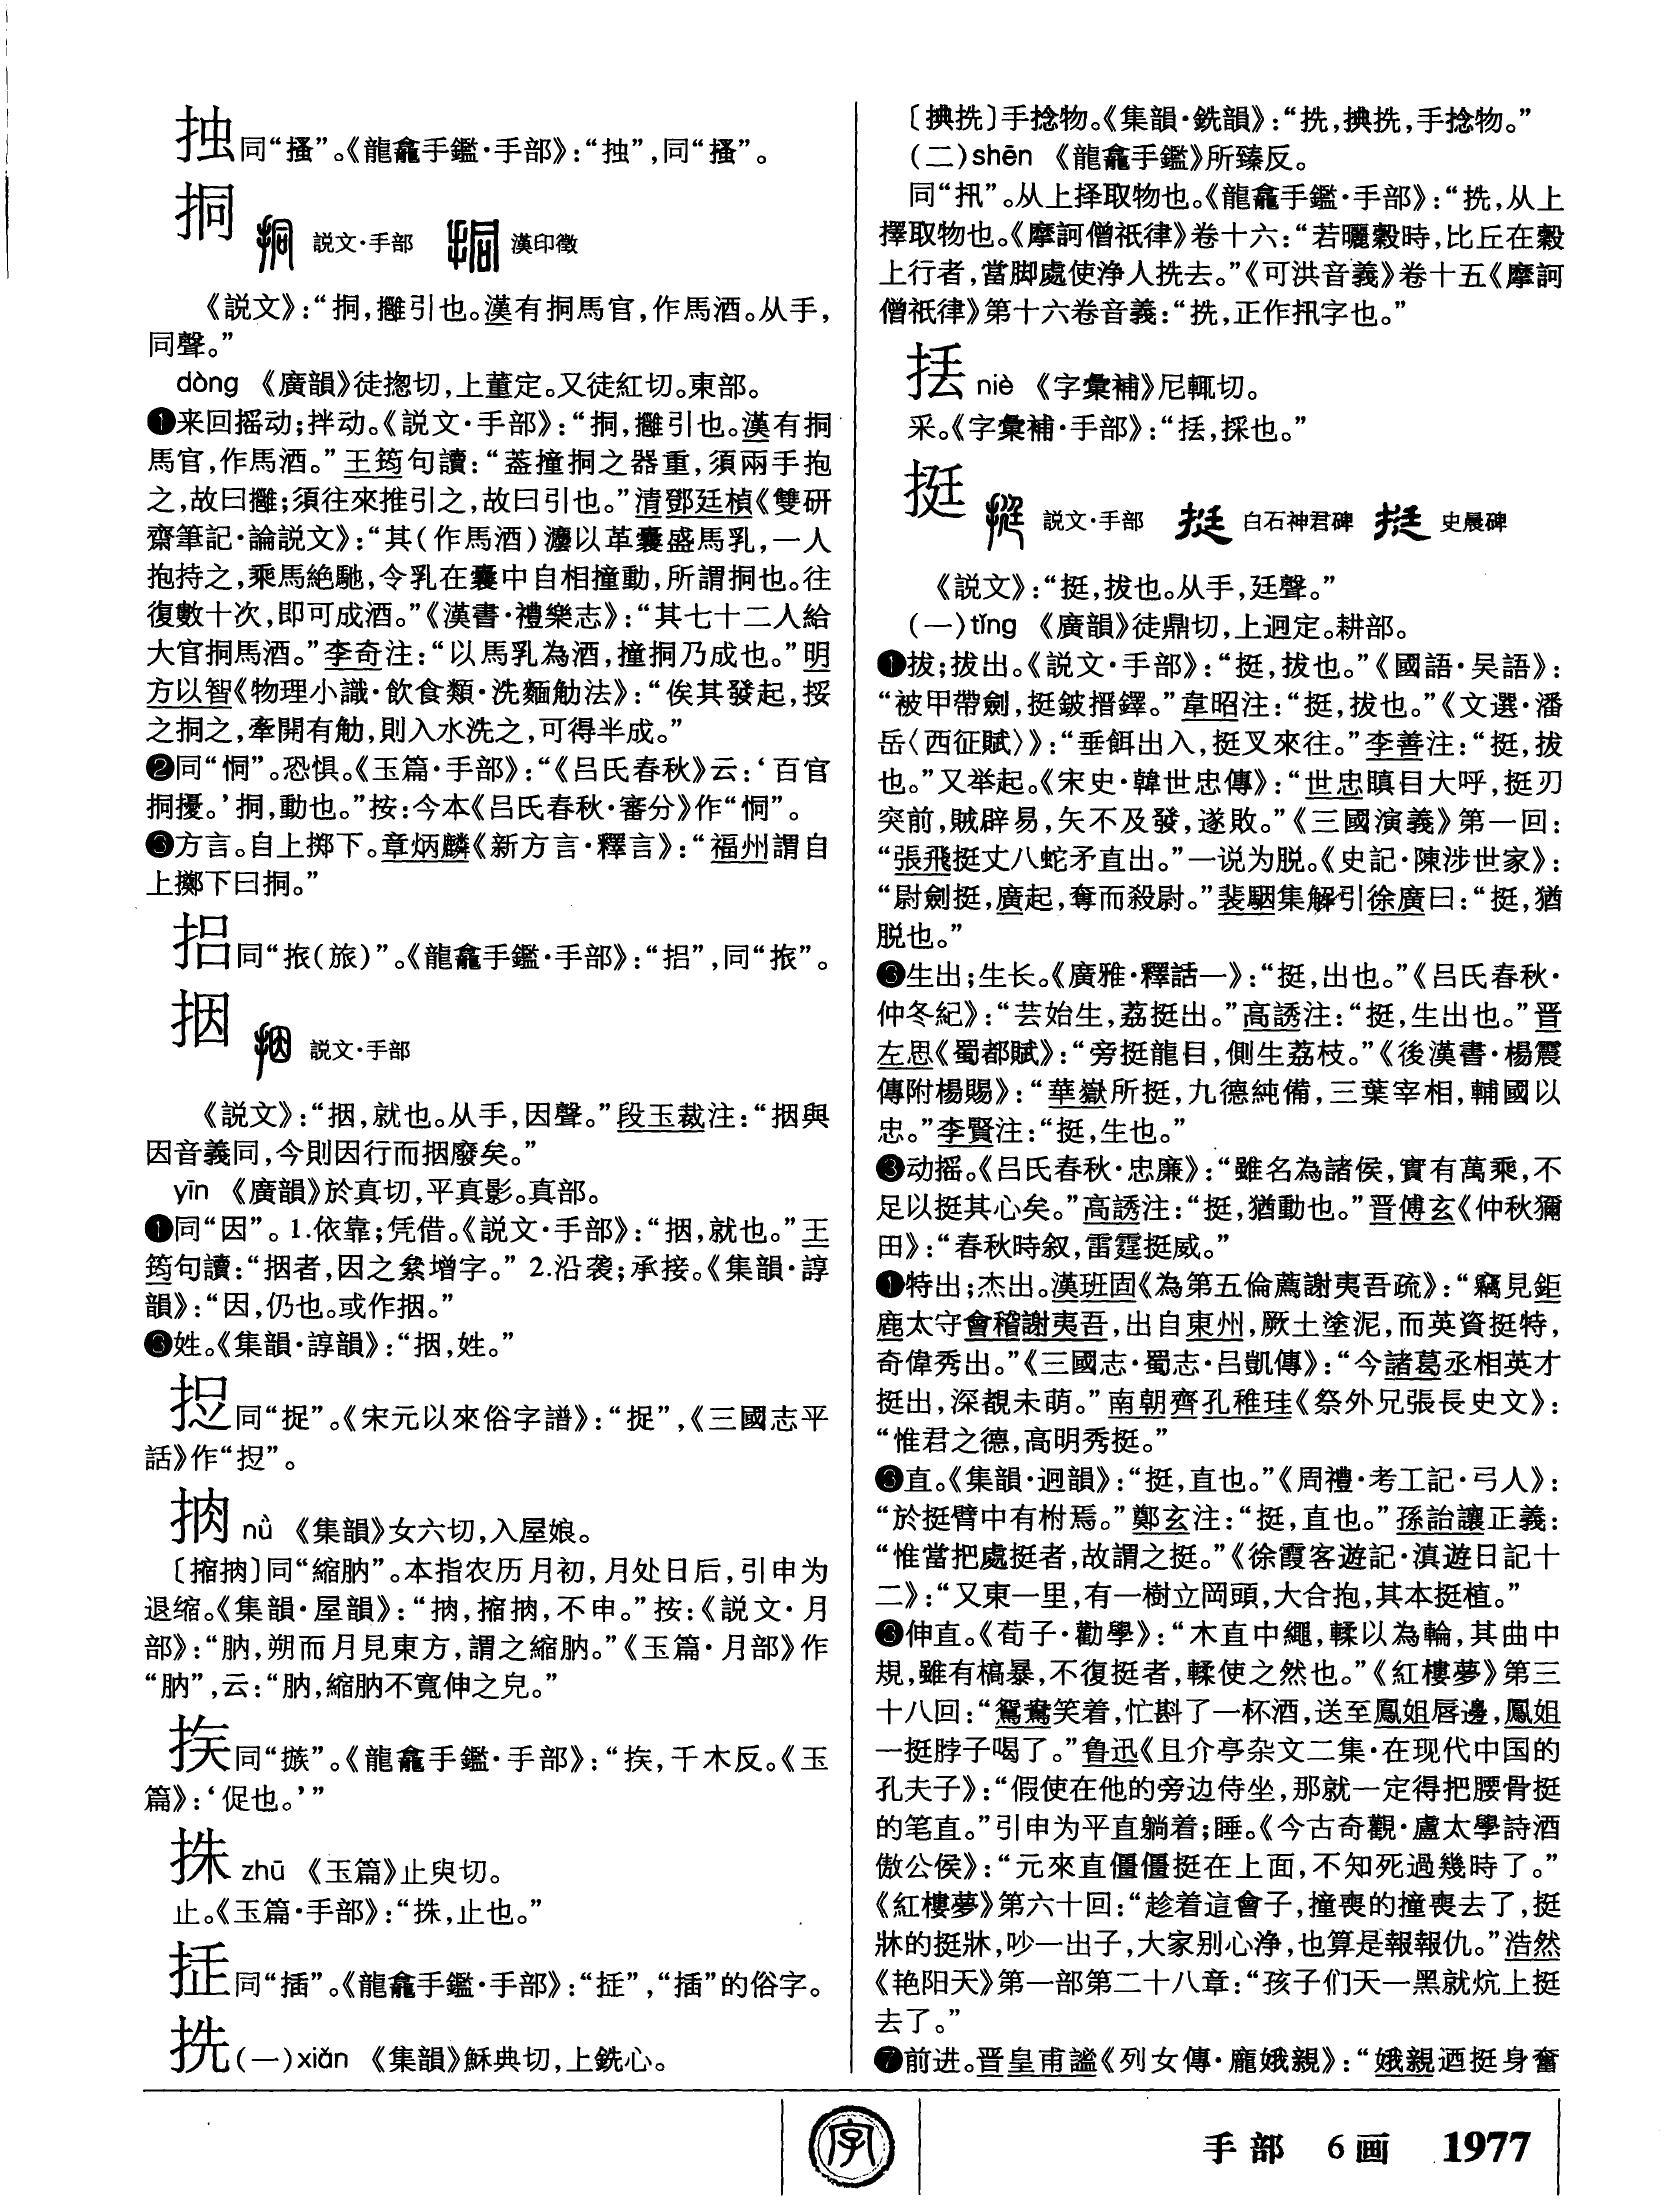 𢫦同“搔”。《龍龕手鑑·手部》：“𢫦”，同“搔”。
挏
説文·手部 漢印徵
《説文》：“挏，攡引也。漢有挏馬官，作馬酒。从手，
同聲。”
dòng 《廣韻》徒揔切，上董定。又徒紅切。東部。
❶来回摇动；拌动。《説文·手部》：“挏，攡引也。漢有挏
馬官，作馬酒。”王筠句讀：“蓋撞挏之器重，須兩手抱
之，故曰攡；須往來推引之，故曰引也。”清鄧廷楨《雙研
齋筆記·論説文》：“其（作馬酒）灋以革囊盛馬乳，一人
抱持之，乘馬絶馳，令乳在囊中自相撞動，所謂挏也。往
復數十次，即可成酒。”《漢書·禮樂志》：“其七十二人給
大官挏馬酒。”李奇注：“以馬乳為酒，撞挏乃成也。”明
方以智《物理小識·飲食類·洗麵觔法》：“俟其發起，挼
之挏之，牽開有觔，則入水洗之，可得半成。”
❷同“恫”。恐惧。《玉篇·手部》：“《吕氏春秋》云：‘百官
挏擾。’挏，動也。”按：今本《吕氏春秋·審分》作“恫”。
❸方言。自上掷下。章炳麟《新方言·釋言》：“福州謂自
上擲下曰挏。”
挀同“㧲（旅）”。《龍龕手鑑·手部》：“”，同“㧲”。
捆
説文·手部
《説文》：“捆，就也。从手，因聲。”段玉裁注：“捆與
因音義同，今則因行而捆廢矣。”
yīn 《廣韻》於真切，平真影。真部。
❶同“因”。1.依靠；凭借。《説文·手部》：“捆，就也。”王
筠句讀：“捆者，因之絫增字。” 2.沿袭；承接。《集韻·諄
韻》：“因，仍也。或作捆。”
❷姓。《集韻·諄韻》：“捆，姓。”
同“捉”。《宋元以來俗字譜》：“捉”，《三國志平
話》作“”。
㧱 nǜ 《集韻》女六切，入屋娘。
〔摍㧱〕同“縮肭”。本指农历月初，月处日后，引申为
退缩。《集韻·屋韻》：“，摍，不申。”按：《説文·月
部》：“肭，朔而月見東方，謂之縮肭。”《玉篇·月部》作
“肭”，云：“肭，縮肭不寬伸之皃。”
同“摵”。《龍龕手鑑·手部》：“，千木反。《玉
篇》：‘促也。’”
 zhū 《玉篇》止臾切。
止。《玉篇·手部》：“，止也。”
同“插”。《龍龕手鑑·手部》：“”，“插”的俗字。
㧥（一）xiǎn 《集韻》穌典切，上銑心。
〔㧥〕手捻物。《集韻·銑韻》：“，，手捻物。”
（二）shēn 《龍龕手鑑》所臻反。
同“扟”。从上择取物也。《龍龕手鑑·手部》：“，从上
擇取物也。《摩訶僧祇律》卷十六：“若曬穀時，比丘在穀
上行者，當脚處使净人去。”《可洪音義》卷十五《摩訶
僧祇律》第十六卷音義：“，正作扟字也。”
 niè 《字彙補》尼輒切。
采。《字彙補·手部》：“，採也。”
挺
説文·手部 白石神君碑 史晨碑
《説文》：“挺，拔也。从手，廷聲。”
（一）tǐng 《廣韻》徒鼎切，上迥定。耕部。
❶拔；拔出。《説文·手部》：“挺，拔也。”《國語·吴語》：
“被甲帶劍，挺鈹搢鐸。”韋昭注：“挺，拔也。”《文選·潘
岳〈西征賦〉》：“垂餌出入，挺叉來往。”李善注：“挺，拔
也。”又举起。《宋史·韓世忠傳》：“世忠瞋目大呼，挺刃
突前，賊辟易，矢不及發，遂敗。”《三國演義》第一回：
“張飛挺丈八蛇矛直出。”一说为脱。《史記·陳涉世家》：
“尉劍挺，廣起，奪而殺尉。”裴駰集解引徐廣曰：“挺，猶
脱也。”
❷生出；生长。《廣雅·釋詁一》：“挺，出也。”《吕氏春秋·
仲冬紀》：“芸始生，荔挺出。”高誘注：“挺，生出也。”晋
左思《蜀都賦》：“旁挺龍目，側生荔枝。”《後漢書·楊震
傳附楊賜》：“華嶽所挺，九德純備，三葉宰相，輔國以
忠。”李賢注：“挺，生也。”
❸动摇。《吕氏春秋·忠廉》：“雖名為諸侯，實有萬乘，不
足以挺其心矣。”高誘注：“挺，猶動也。”晋傅玄《仲秋獮
田》：“春秋時叙，雷霆挺威。”
❹特出；杰出。漢班固《為第五倫薦謝夷吾疏》：“竊見鉅
鹿太守會稽謝夷吾，出自東州，厥土塗泥，而英資挺特，
奇偉秀出。”《三國志·蜀志·吕凱傳》：“今諸葛丞相英才
挺出，深覩未萌。”南朝齊孔稚珪《祭外兄張長史文》：
“惟君之德，高明秀挺。”
❺直。《集韻·迥韻》：“挺，直也。”《周禮·考工記·弓人》：
“於挺臂中有柎焉。”鄭玄注：“挺，直也。”孫詒讓正義：
“惟當把處挺者，故謂之挺。”《徐霞客遊記·滇遊日記十
二》：“又東一里，有一樹立岡頭，大合抱，其本挺植。”
❻伸直。《荀子·勸學》：“木直中繩，輮以為輪，其曲中
規，雖有槁暴，不復挺者，輮使之然也。”《紅樓夢》第三
十八回：“鴛鴦笑着，忙斟了一杯酒，送至鳳姐唇邊，鳳姐
一挺脖子喝了。”鲁迅《且介亭杂文二集·在现代中国的
孔夫子》：“假使在他的旁边侍坐，那就一定得把腰骨挺
的笔直。”引申为平直躺着；睡。《今古奇觀·盧太學詩酒
傲公侯》：“元來直僵僵挺在上面，不知死過幾時了。”
《紅樓夢》第六十回：“趁着這會子，撞喪的撞喪去了，挺
牀的挺牀，吵一出子，大家别心净，也算是報報仇。”浩然
《艳阳天》第一部第二十八章：“孩子们天一黑就炕上挺
去了。”
❼前进。晋皇甫謐《列女傳·龐娥親》：“娥親迺挺身奮
字
手部 6画 1977